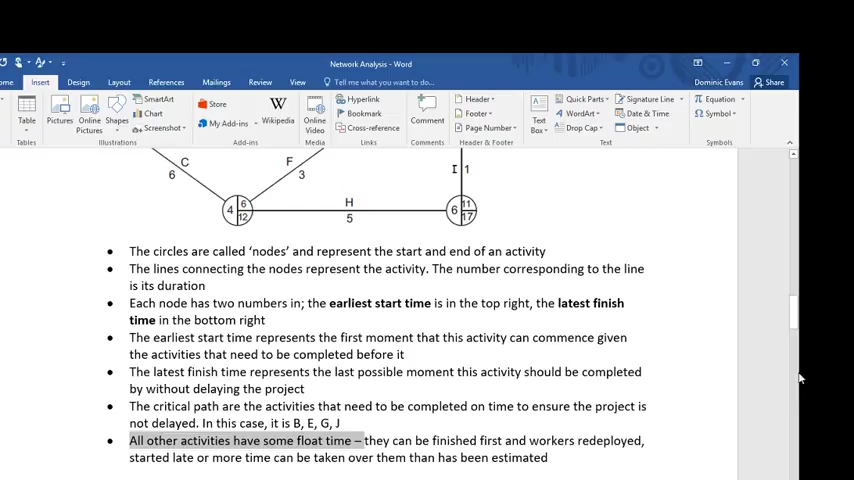 Network Analysis - Word
Dominic Evans
Share
Insert
Design
Layout
References
Mailings
Review
View
Tell me what you want to do...
Table
Pictures
Online Pictures
Shapes
SmartArt
Chart
Screenshot
Store
My Add-ins
Wikipedia
Online Video
Hyperlink
Bookmark
Cross-reference
Comment
Header
Footer
Page Number
Text Box
Quick Parts
WordArt
Drop Cap
Signature Line
Date & Time
Object
Equation
Symbol
Tables
Illustrations
Add-ins
Media
Links
Comments
Header & Footer
Text
Symbols
C
6
F
3
I
1
4
6
12
H
5
6
11
17
• The circles are called ‘nodes’ and represent the start and end of an activity
• The lines connecting the nodes represent the activity. The number corresponding to the line
is its duration
• Each node has two numbers in; the earliest start time is in the top right, the latest finish
time in the bottom right
• The earliest start time represents the first moment that this activity can commence given
the activities that need to be completed before it
• The latest finish time represents the last possible moment this activity should be completed
by without delaying the project
• The critical path are the activities that need to be completed on time to ensure the project is
not delayed. In this case, it is B, E, G, J
• All other activities have some float time – they can be finished first and workers redeployed,
started late or more time can be taken over them than has been estimated